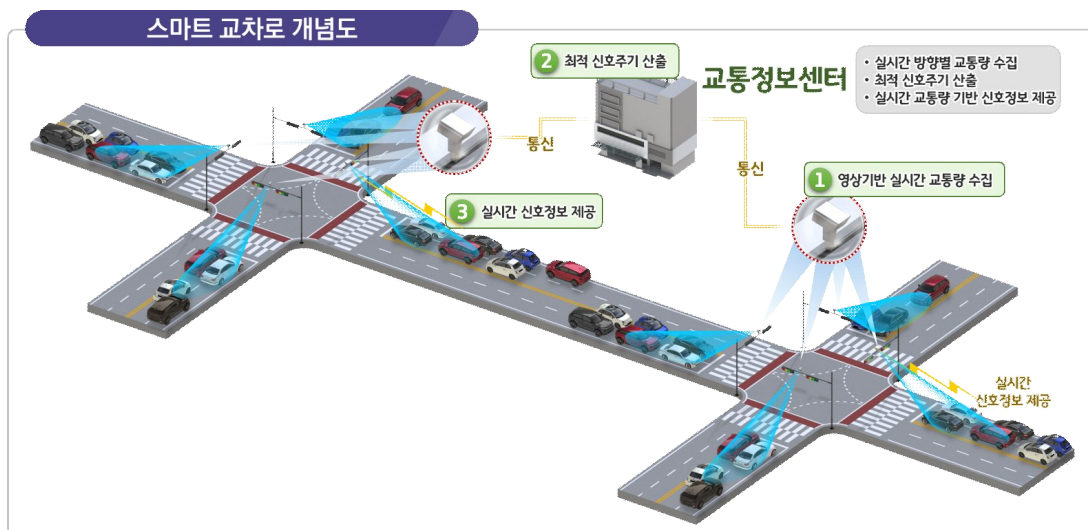 스마트 교차로 개념도
2 최적 신호주기 산출
교통정보센터
• 실시간 방향별 교통량 수집
• 최적 신호주기 산출
• 실시간 교통량 기반 신호정보 제공
통신
통신
1 영상기반 실시간 교통량 수집
3 실시간 신호정보 제공
실시간
신호정보 제공